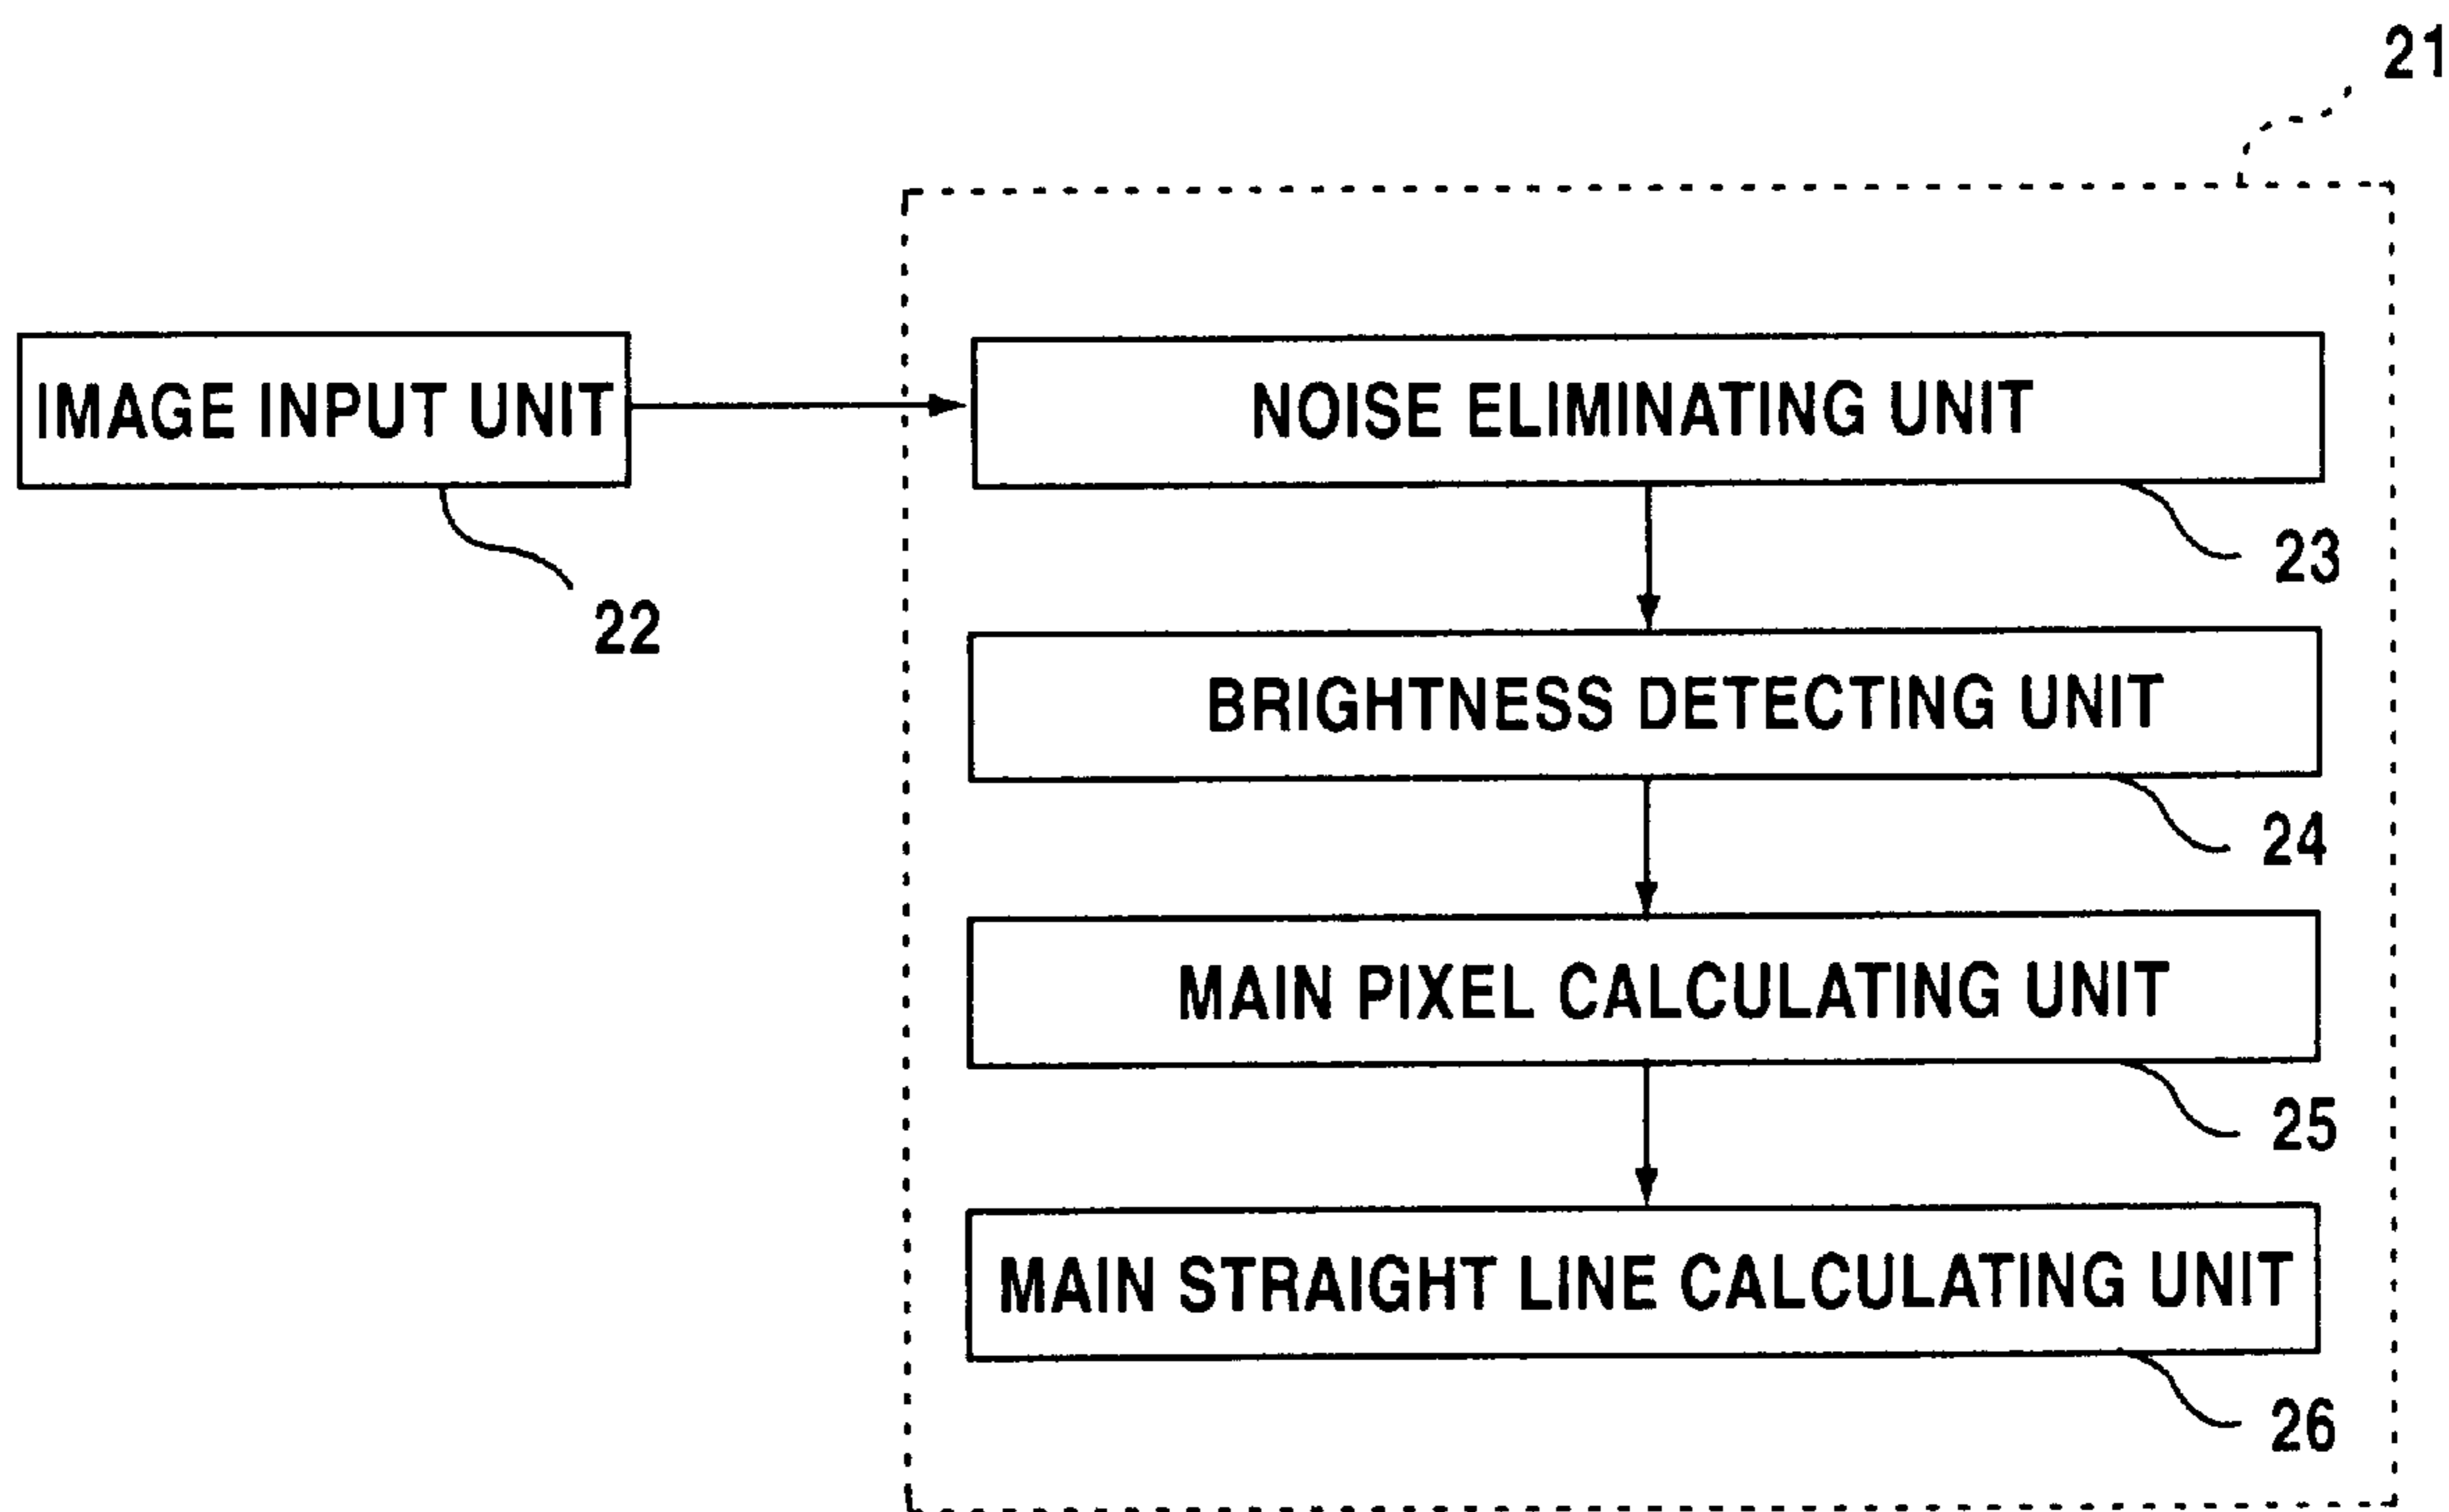 21
IMAGE INPUT UNIT
NOISE ELIMINATING UNIT
23
22
BRIGHTNESS DETECTING UNIT
24
MAIN PIXEL CALCULATING UNIT
25
MAIN STRAIGHT LINE CALCULATING UNIT
26